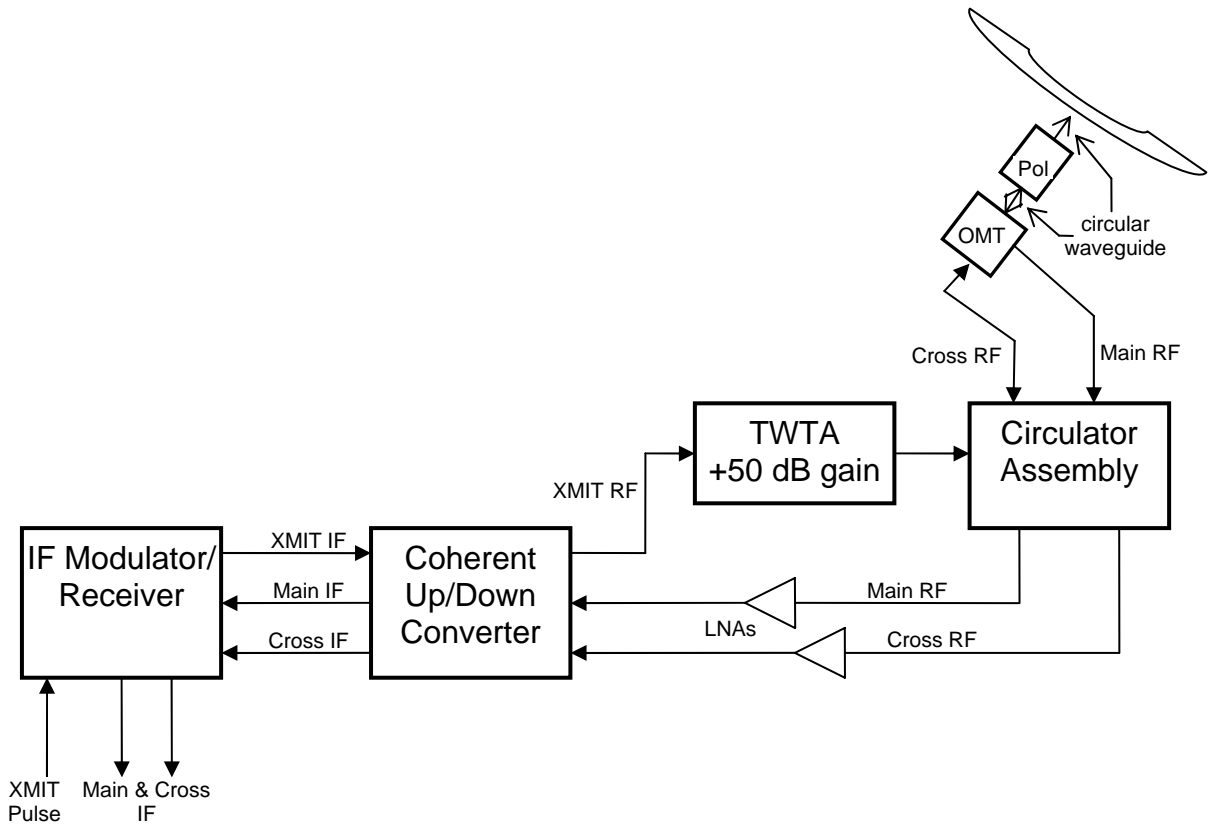 Pol
OMT
circular
waveguide
Cross RF
Main RF
TWTA
+50 dB gain
Circulator
Assembly
XMIT RF
IF Modulator/
Receiver
XMIT IF
Main IF
Cross IF
Coherent
Up/Down
Converter
Main RF
LNAs
Cross RF
XMIT
Pulse
Main & Cross
IF